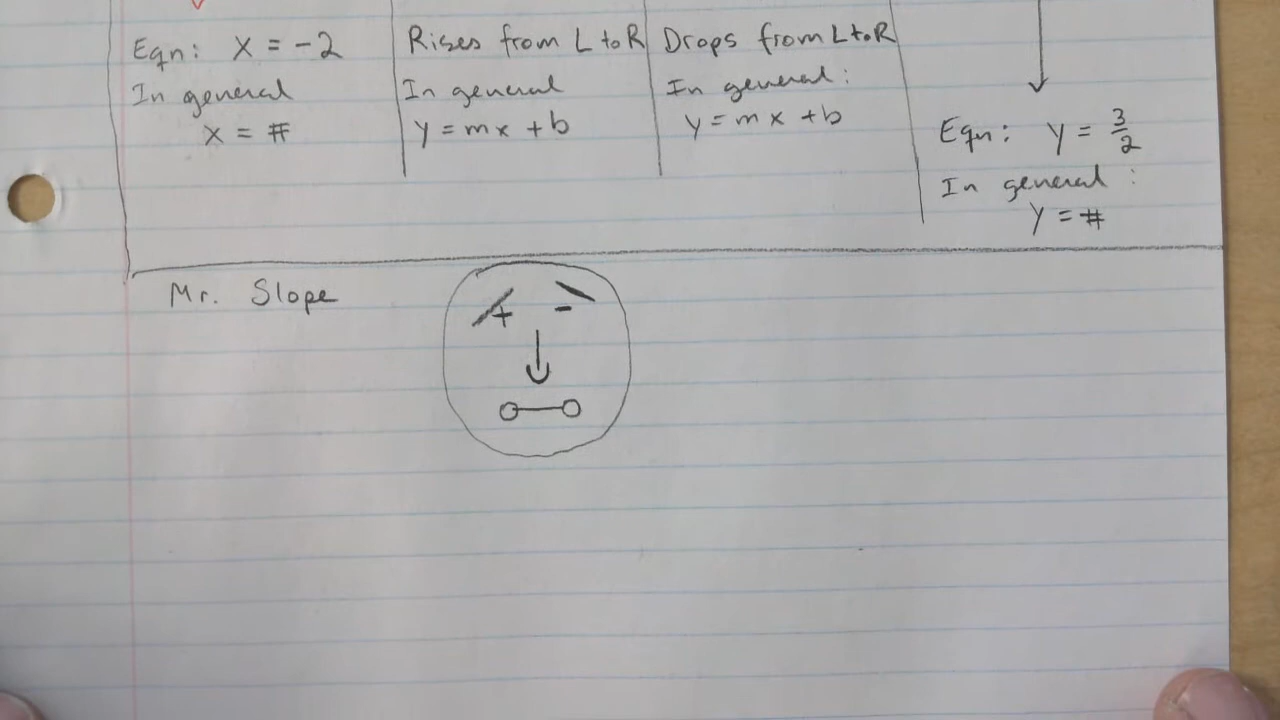 Eqn: x = -2
In general
x = #
Rises from L to R
In general
y = mx + b
Drops from L to R
In general:
y = mx + b
Eqn: y = 3/2
In general:
y = #
Mr. Slope
+ -